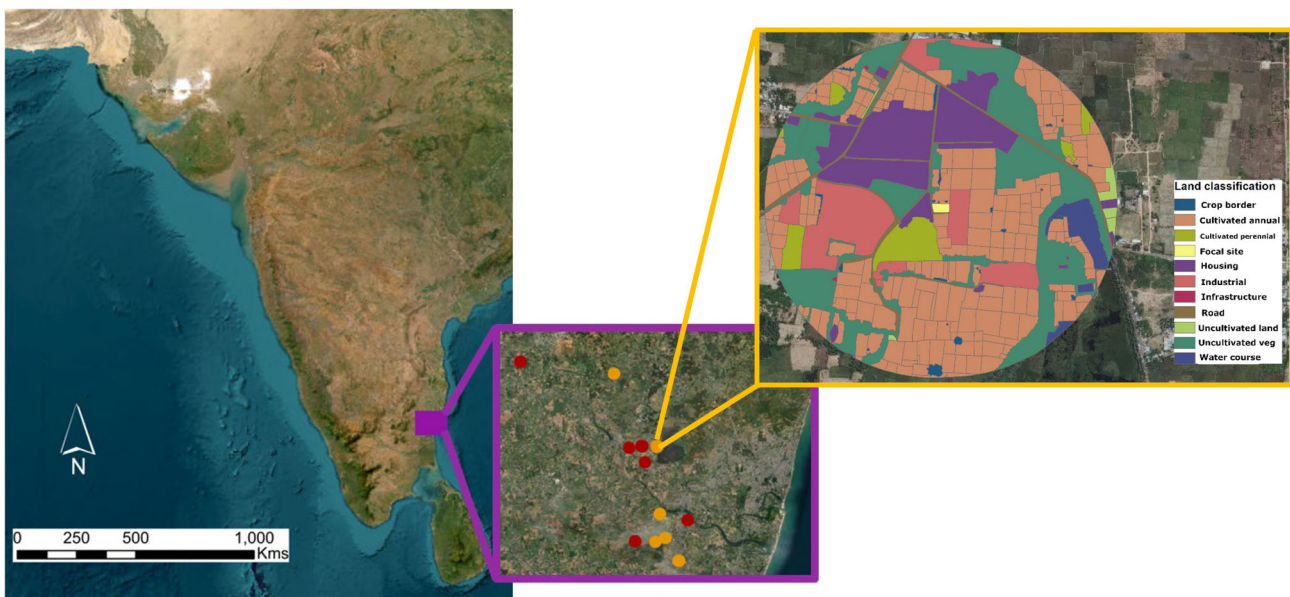 N
0 250 500 1,000
Kms
Land classification
Crop border
Cultivated annual
Cultivated perennial
Focal site
Housing
Industrial
Infrastructure
Road
Uncultivated land
Uncultivated veg
Water course